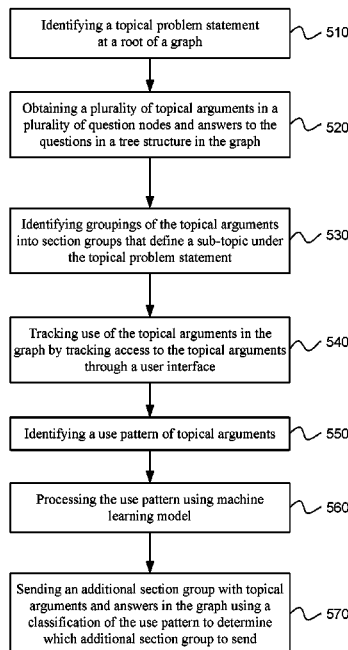 Identifying a topical problem statement
at a root of a graph
510
Obtaining a plurality of topical arguments in a
plurality of question nodes and answers to the
questions in a tree structure in the graph
520
Identifying groupings of the topical arguments
into section groups that define a sub-topic under
the topical problem statement
530
Tracking use of the topical arguments in the
graph by tracking access to the topical arguments
through a user interface
540
Identifying a use pattern of topical arguments
550
Processing the use pattern using machine
learning model
560
Sending an additional section group with topical
arguments and answers in the graph using a
classification of the use pattern to determine
which additional section group to send
570